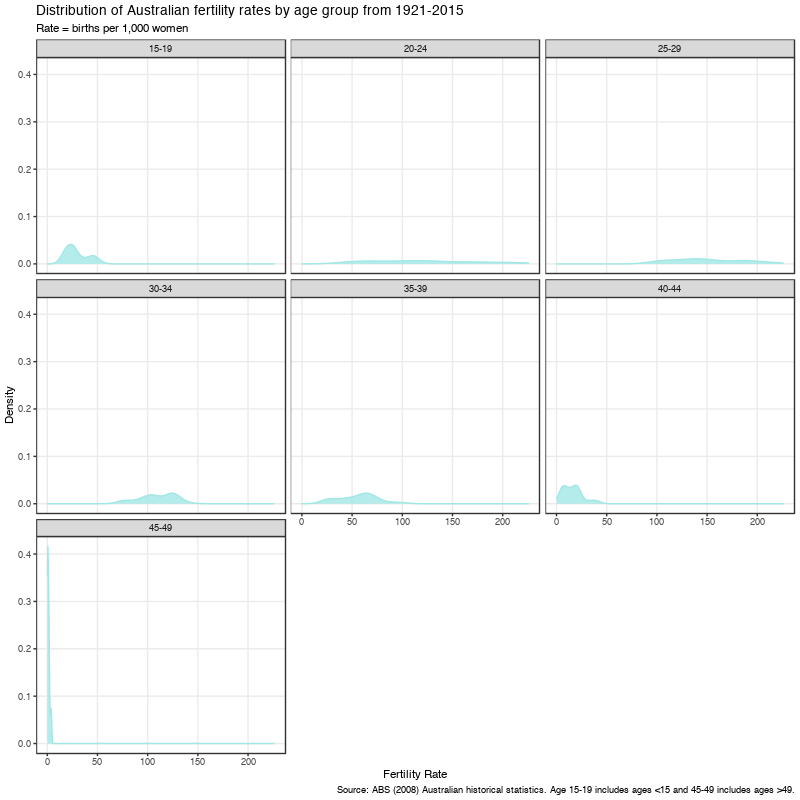 Distribution of Australian fertility rates by age group from 1921-2015
Rate = births per 1,000 women
15-19
20-24
25-29
0.4
0.3
0.2
0.1
0.0
30-34
35-39
40-44
0.4
0.3
0.2
0.1
0.0
0 50 100 150 200
0 50 100 150 200
45-49
0.4
0.3
0.2
0.1
0.0
0 50 100 150 200
Density
Fertility Rate
Source: ABS (2008) Australian historical statistics. Age 15-19 includes ages <15 and 45-49 includes ages >49.